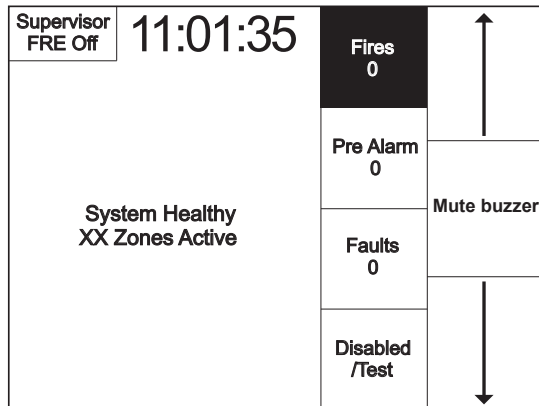 Supervisor
FRE Off
11:01:35
System Healthy
XX Zones Active
Fires
0
Pre Alarm
0
Faults
0
Disabled
/Test
Mute buzzer